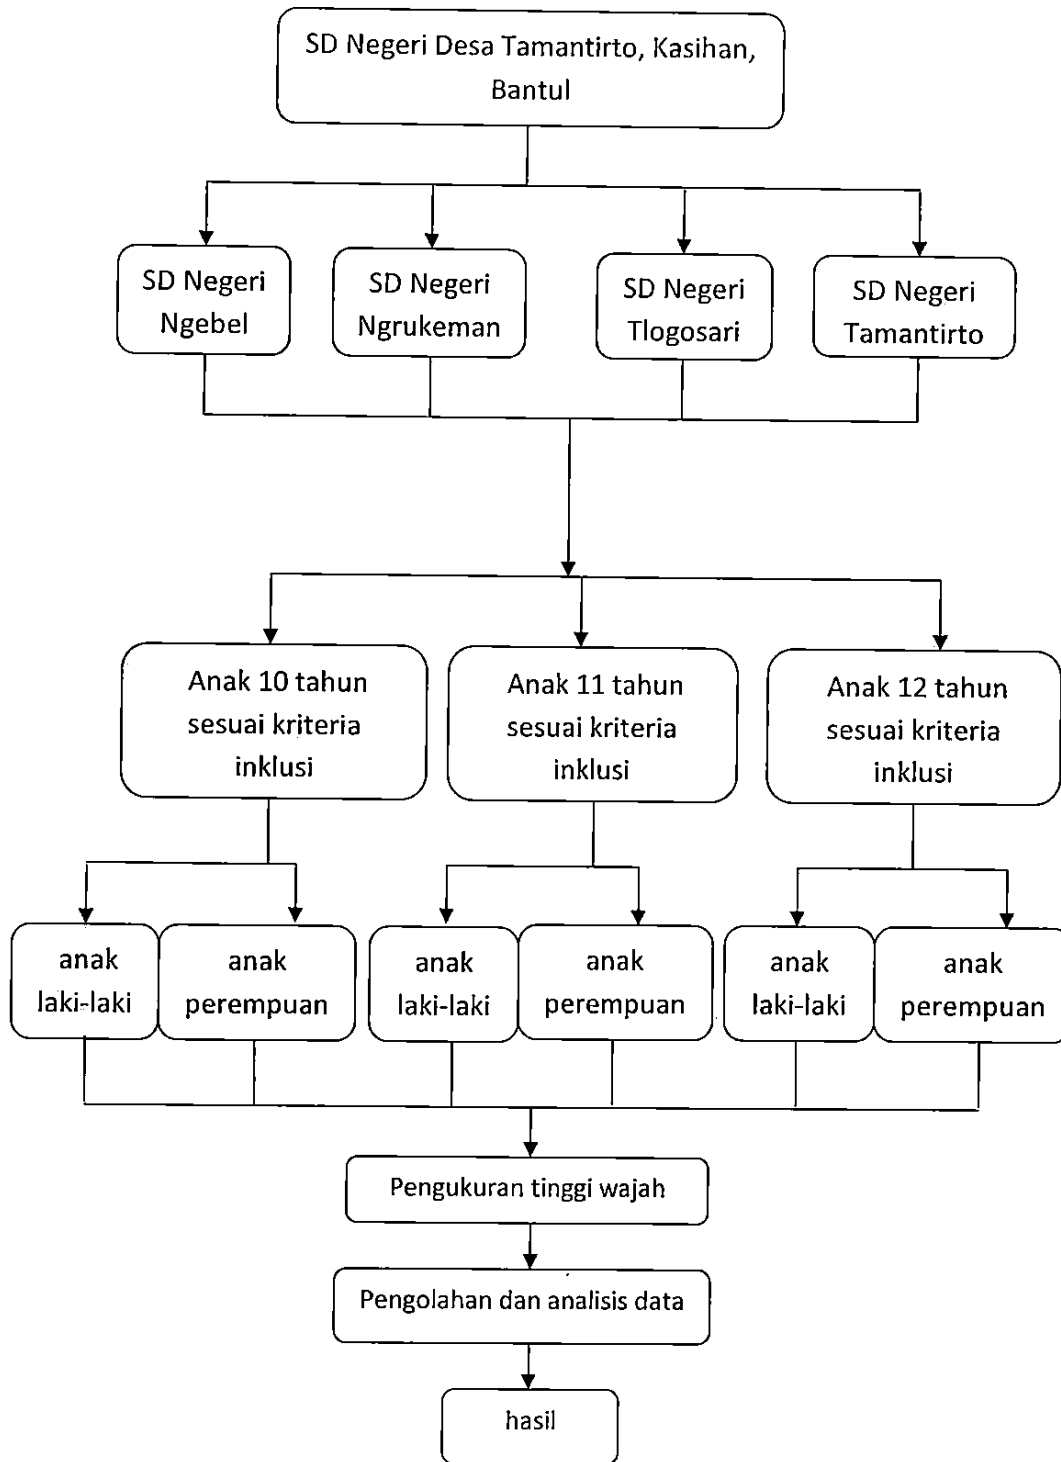 SD Negeri Desa Tamantirto, Kasihan,
Bantul
SD Negeri
Ngebel
SD Negeri
Ngrukeman
SD Negeri
Tlogosari
SD Negeri
Tamantirto
Anak 10 tahun
sesuai kriteria
inklusi
Anak 11 tahun
sesuai kriteria
inklusi
Anak 12 tahun
sesuai kriteria
inklusi
anak
laki-laki
anak
perempuan
anak
laki-laki
anak
perempuan
anak
laki-laki
anak
perempuan
Pengukuran tinggi wajah
Pengolahan dan analisis data
hasil